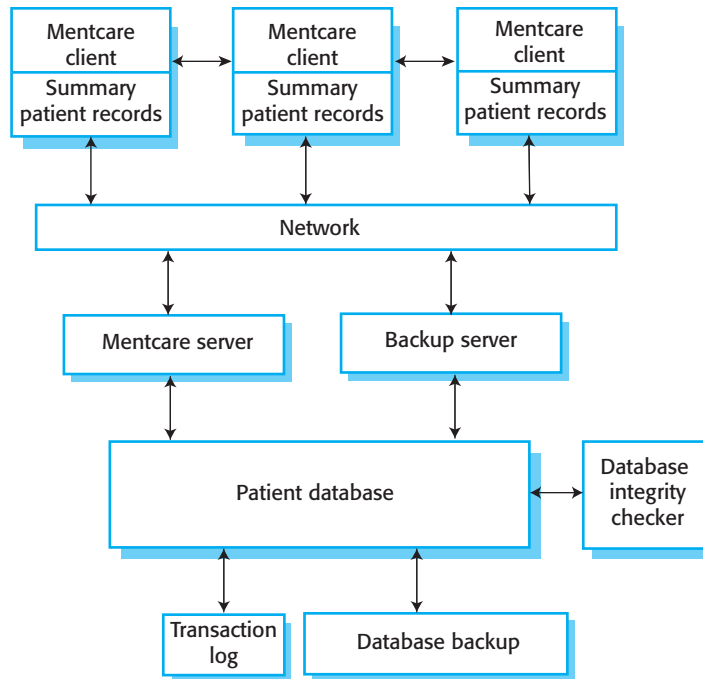 Mentcare
client
Summary
patient records
Mentcare
client
Summary
patient records
Mentcare
client
Summary
patient records
Network
Mentcare server
Backup server
Patient database
Database
integrity
checker
Transaction
log
Database backup